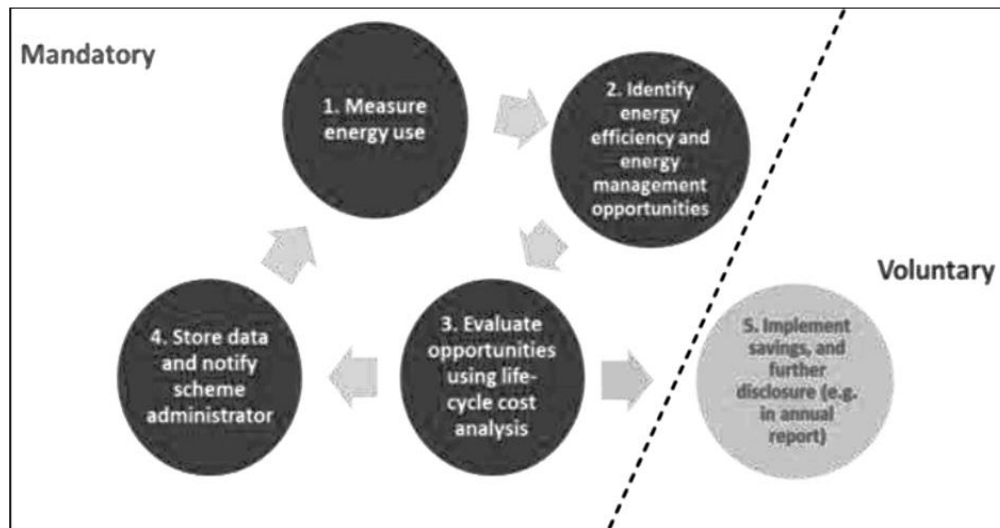 Mandatory
1. Measure
energy use
2. Identify
energy
efficiency and
energy
management
opportunities
Voluntary
4. Store data
and notify
scheme
administrator
3. Evaluate
opportunities
using life-
cycle cost
analysis
5. Implement
savings, and
further
disclosure (e.g.
in annual
report)